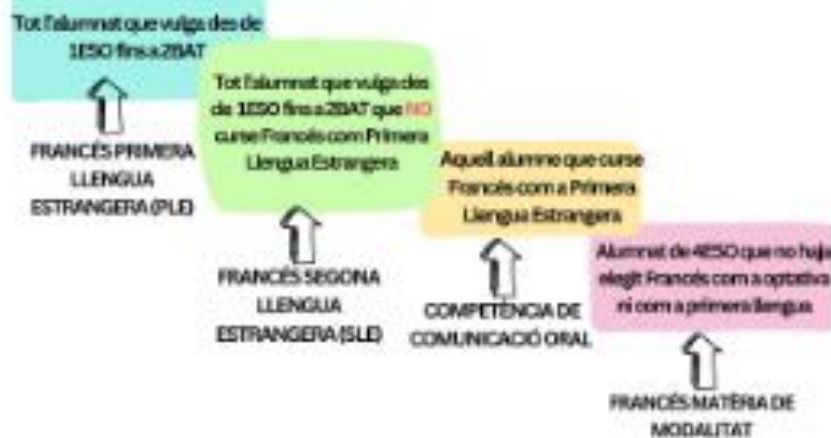 Tot l'alumnat que vulga des de
1ESO fins a 2BAT
FRANCÉS PRIMERA
LLENGUA
ESTRANGERA (PLE)
Tot l'alumnat que vulga des
de 1ESO fins a 2BAT que NO
curse Francés com Primera
Llengua Estrangera
FRANCÉS SEGONA
LLENGUA
ESTRANGERA (SLE)
Aquell alumne que curse
Francés com a Primera
Llengua Estrangera
COMPETÈNCIA DE
COMUNICACIÓ ORAL
Alumnat de 4ESO que no haja
elegit Francés com a optativa
ni com a primera llengua
FRANCÉS MATÈRIA DE
MODALITAT